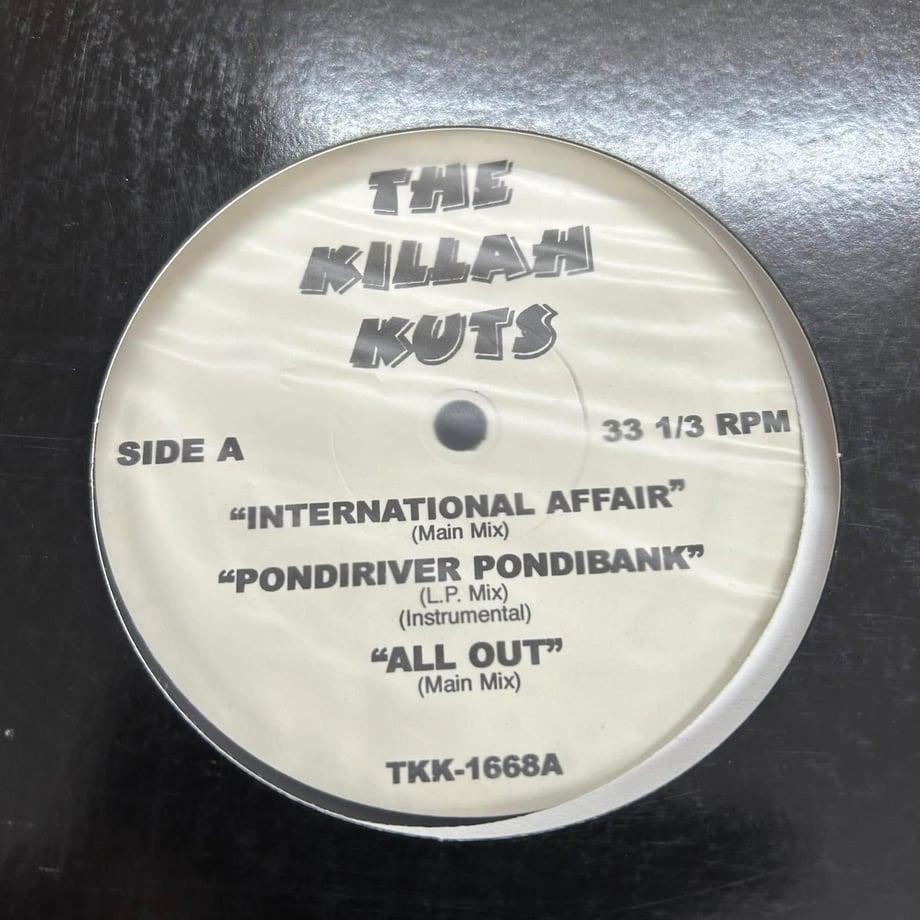 THE
KILLAH
KUTS
SIDE A
33 1/3 RPM
“INTERNATIONAL AFFAIR”
(Main Mix)
“PONDIRIVER PONDIBANK”
(L.P. Mix)
(Instrumental)
“ALL OUT”
(Main Mix)
TKK-1668A